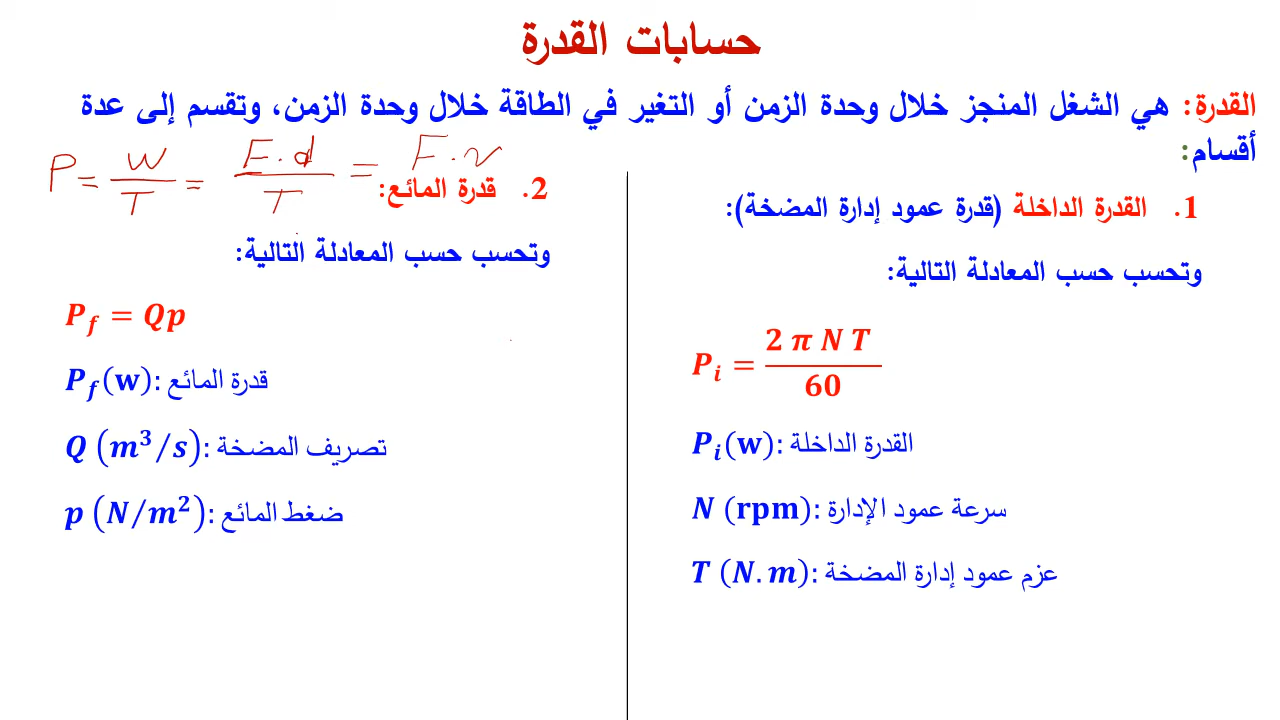 حسابات القدرة
القدرة: هي الشغل المنجز خلال وحدة الزمن أو التغير في الطاقة خلال وحدة الزمن، وتقسم إلى عدة
أقسام:
1. القدرة الداخلة (قدرة عمود إدارة المضخة):
وتحسب حسب المعادلة التالية:
P_i = (2 π N T)/60
P_i(w): القدرة الداخلة
N (rpm): سرعة عمود الإدارة
T (N.m): عزم عمود إدارة المضخة
P = W/T = F.d/T = F.v
2. قدرة المائع:
وتحسب حسب المعادلة التالية:
P_f = Qp
P_f(w): قدرة المائع
Q (m³/s): تصريف المضخة
p (N/m²): ضغط المائع